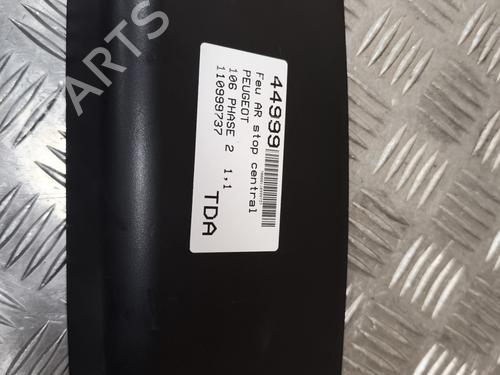 44999
Feu AR stop central
PEUGEOT
106 PHASE 2 1,1
110999737
TDA
ARTS